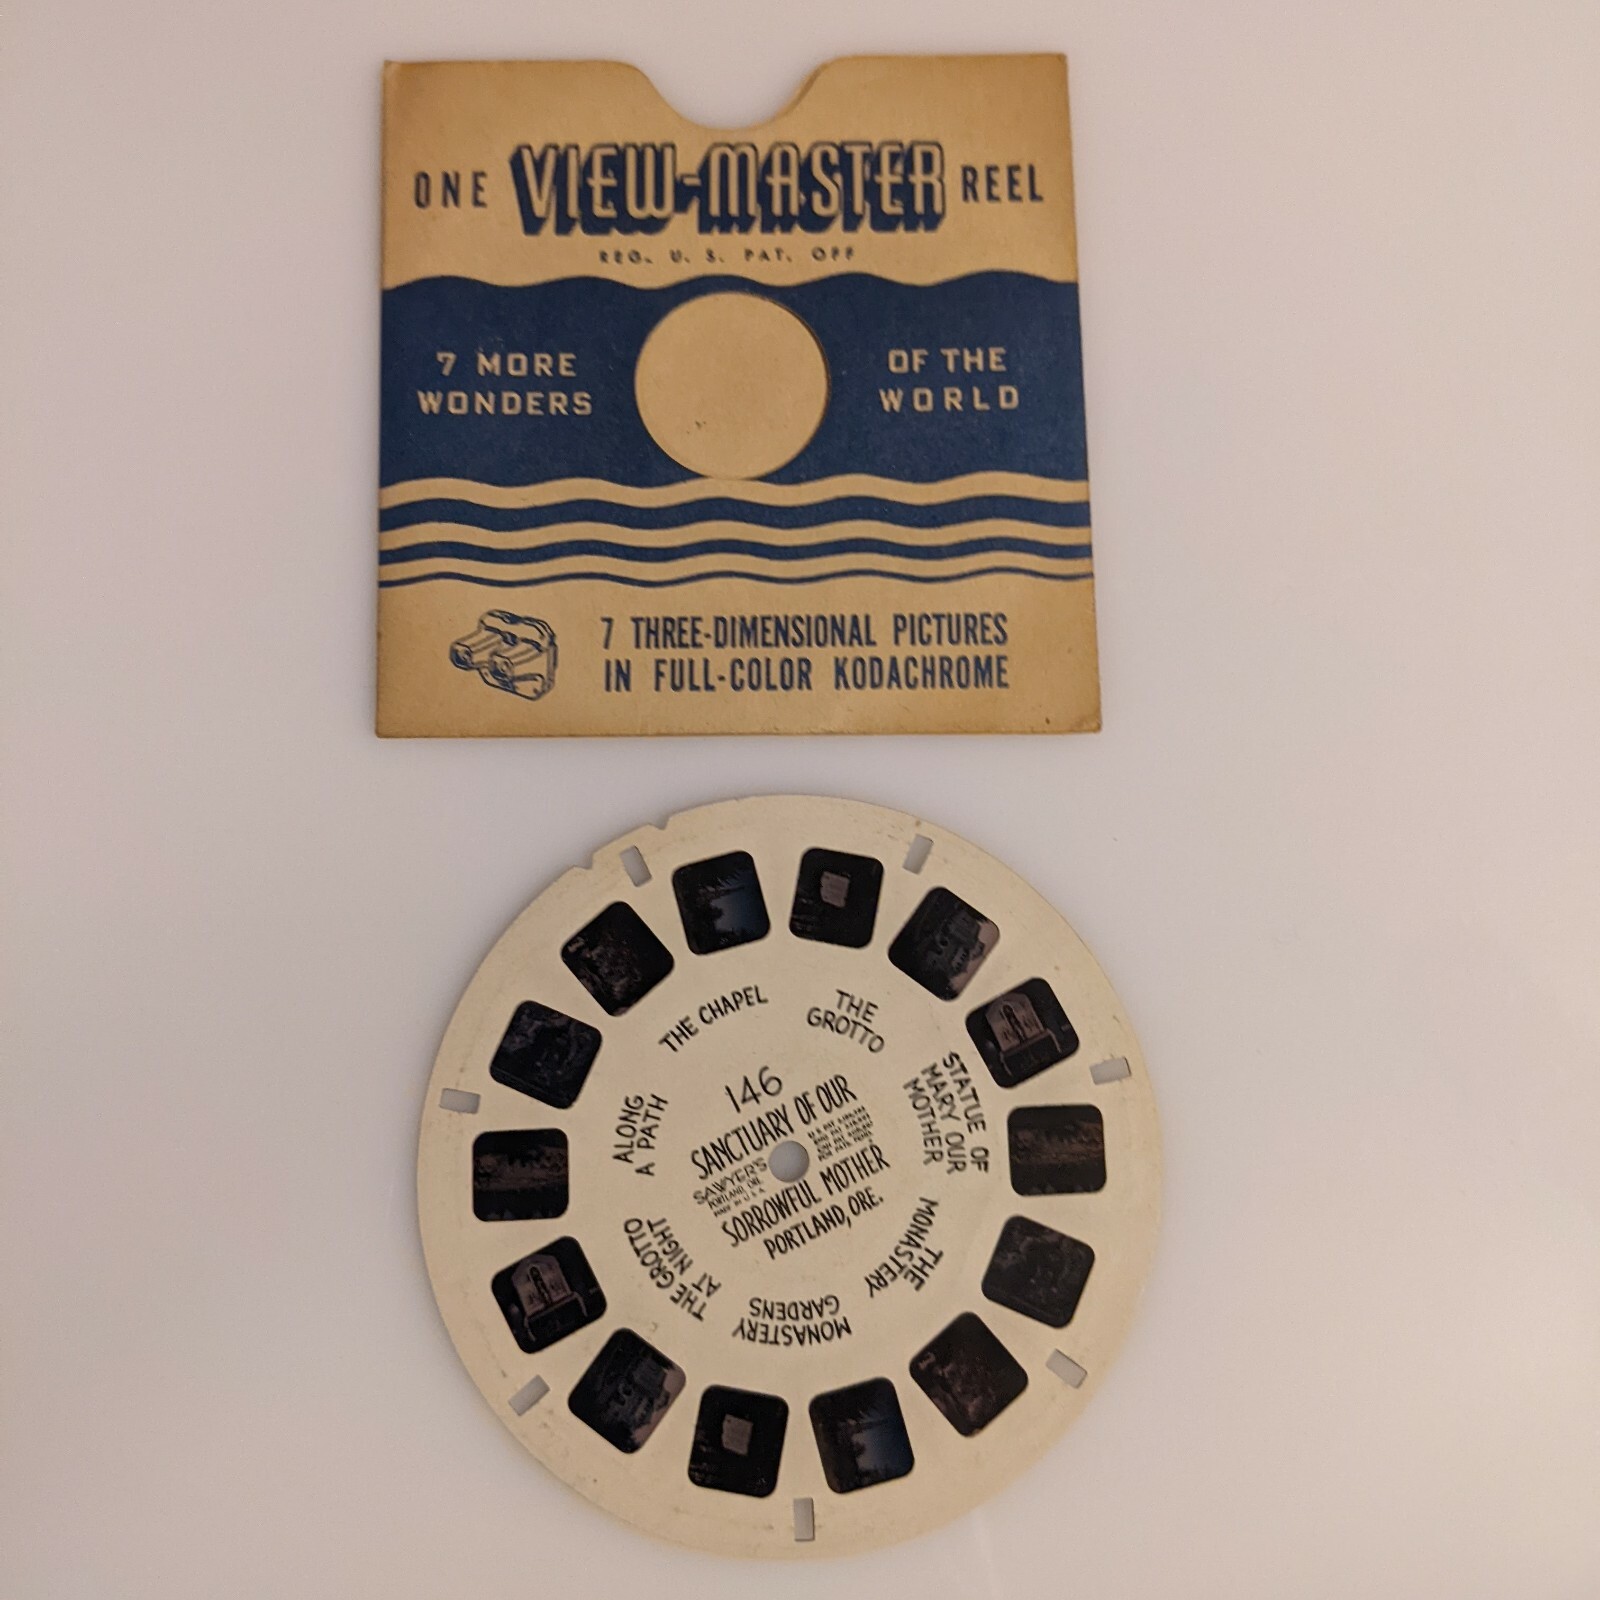 ONE VIEW-MASTER REEL
REG. U. S. PAT. OFF
7 MORE
WONDERS
OF THE
WORLD
7 THREE-DIMENSIONAL PICTURES
IN FULL-COLOR KODACHROME
THE CHAPEL
THE
GROTTO
STATUE OF
MARY OUR
MOTHER
THE
MONASTERY
MONASTERY
GARDENS
THE GROTTO
AT NIGHT
ALONG
A PATH
146
SANCTUARY OF OUR
SAWYER'S
PORTLAND, ORE.
MADE IN U.S.A.
SORROWFUL MOTHER
PORTLAND, ORE.